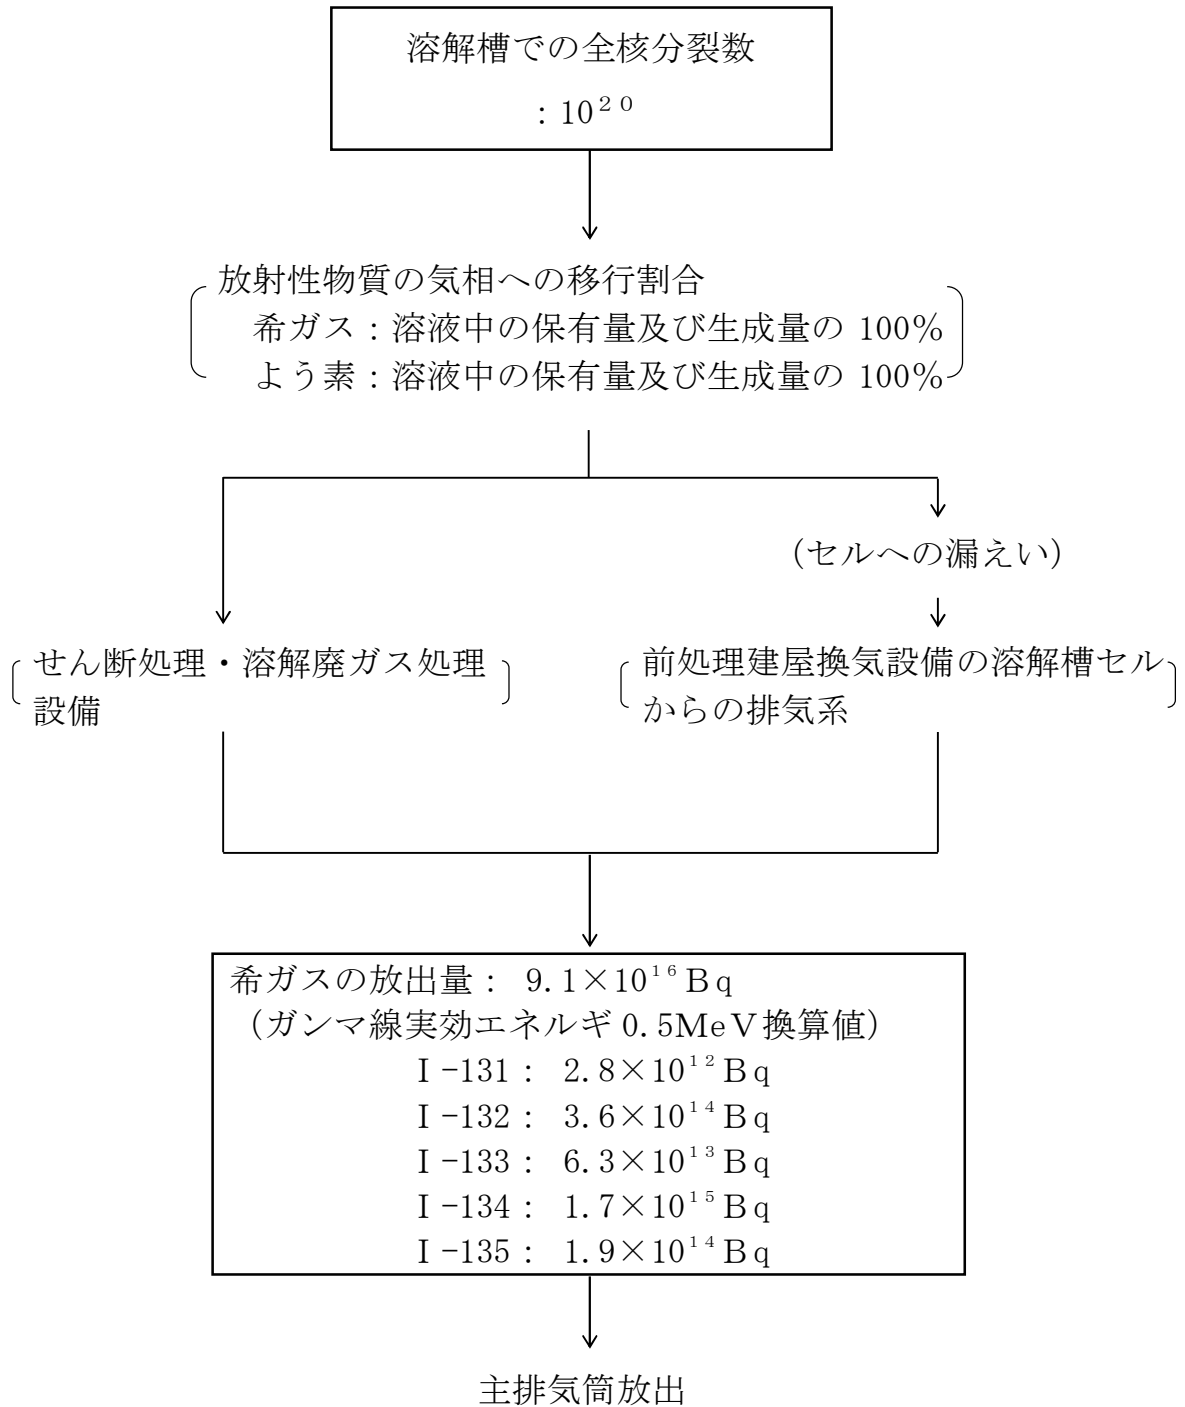 溶解槽での全核分裂数
：10²⁰
放射性物質の気相への移行割合
希ガス：溶液中の保有量及び生成量の 100％
よう素：溶液中の保有量及び生成量の 100％
（セルへの漏えい）
せん断処理・溶解廃ガス処理
設備
前処理建屋換気設備の溶解槽セル
からの排気系
希ガスの放出量： 9.1×10¹⁶Ｂq
（ガンマ線実効エネルギ 0.5MeＶ換算値）
Ｉ-131： 2.8×10¹²Ｂq
Ｉ-132： 3.6×10¹⁴Ｂq
Ｉ-133： 6.3×10¹³Ｂq
Ｉ-134： 1.7×10¹⁵Ｂq
Ｉ-135： 1.9×10¹⁴Ｂq
主排気筒放出